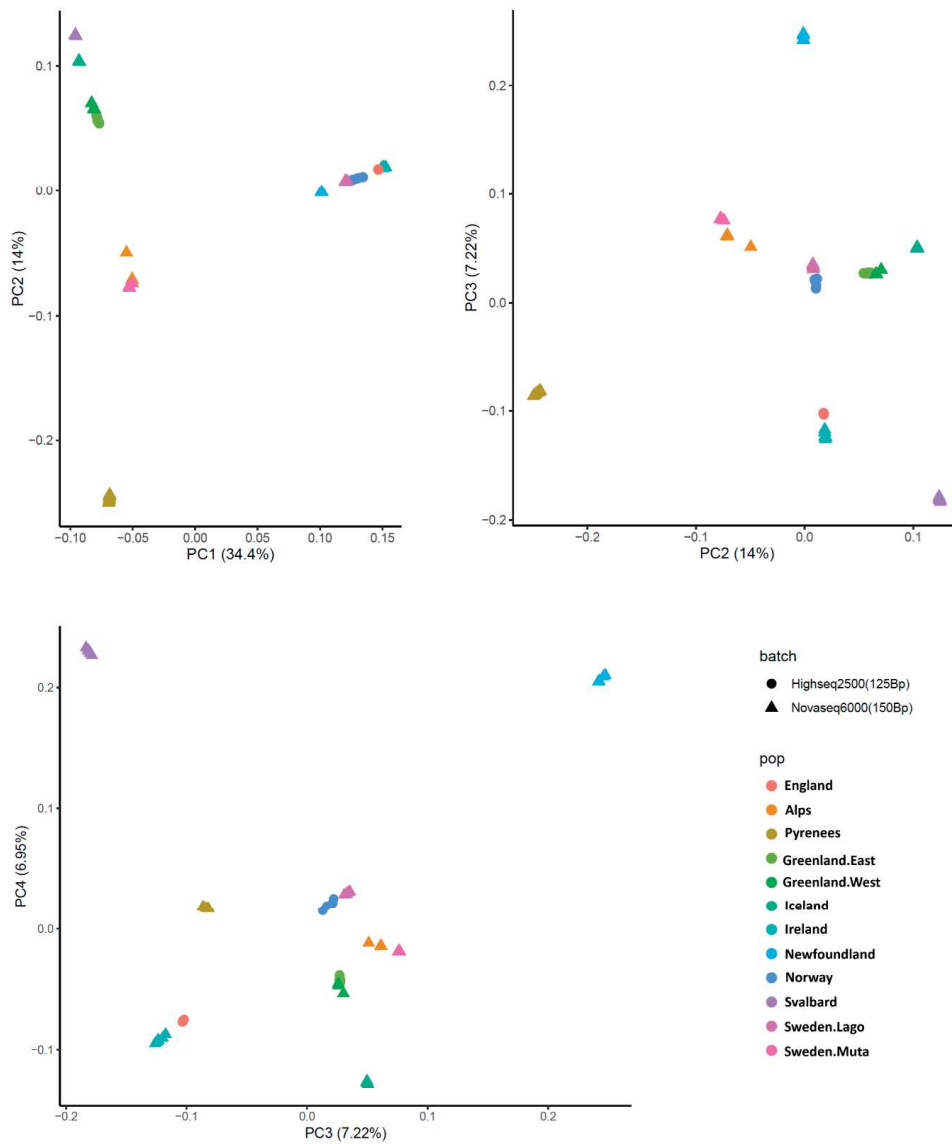 0.1
0.0
−0.1
−0.2
PC2 (14%)
−0.10
−0.05
0.00
0.05
0.10
0.15
PC1 (34.4%)
0.2
0.1
0.0
−0.1
−0.2
PC3 (7.22%)
−0.2
−0.1
0.0
0.1
PC2 (14%)
0.2
0.1
0.0
−0.1
PC4 (6.95%)
−0.2
−0.1
0.0
0.1
0.2
PC3 (7.22%)
batch
Highseq2500(125Bp)
Novaseq6000(150Bp)
pop
England
Alps
Pyrenees
Greenland.East
Greenland.West
Iceland
Ireland
Newfoundland
Norway
Svalbard
Sweden.Lago
Sweden.Muta